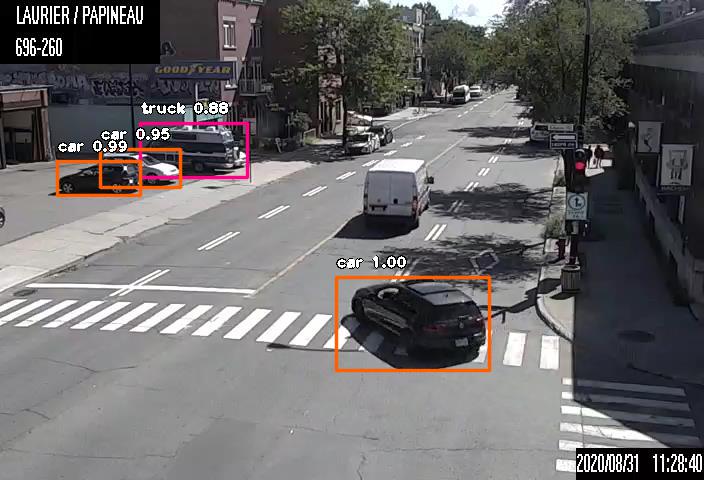 LAURIER / PAPINEAU
696-260
GOODYEAR
truck 0.88
car 0.95
car 0.99
car 1.00
2020/08/31 11:28:40